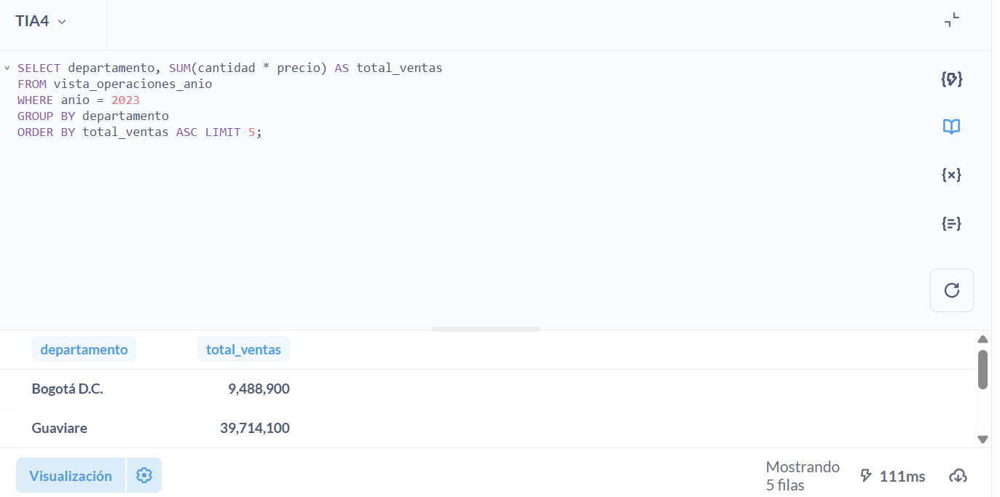 TIA4
SELECT departamento, SUM(cantidad * precio) AS total_ventas
FROM vista_operaciones_anio
WHERE anio = 2023
GROUP BY departamento
ORDER BY total_ventas ASC LIMIT 5;
departamento total_ventas
Bogotá D.C. 9,488,900
Guaviare 39,714,100
Visualización
Mostrando
5 filas
111ms